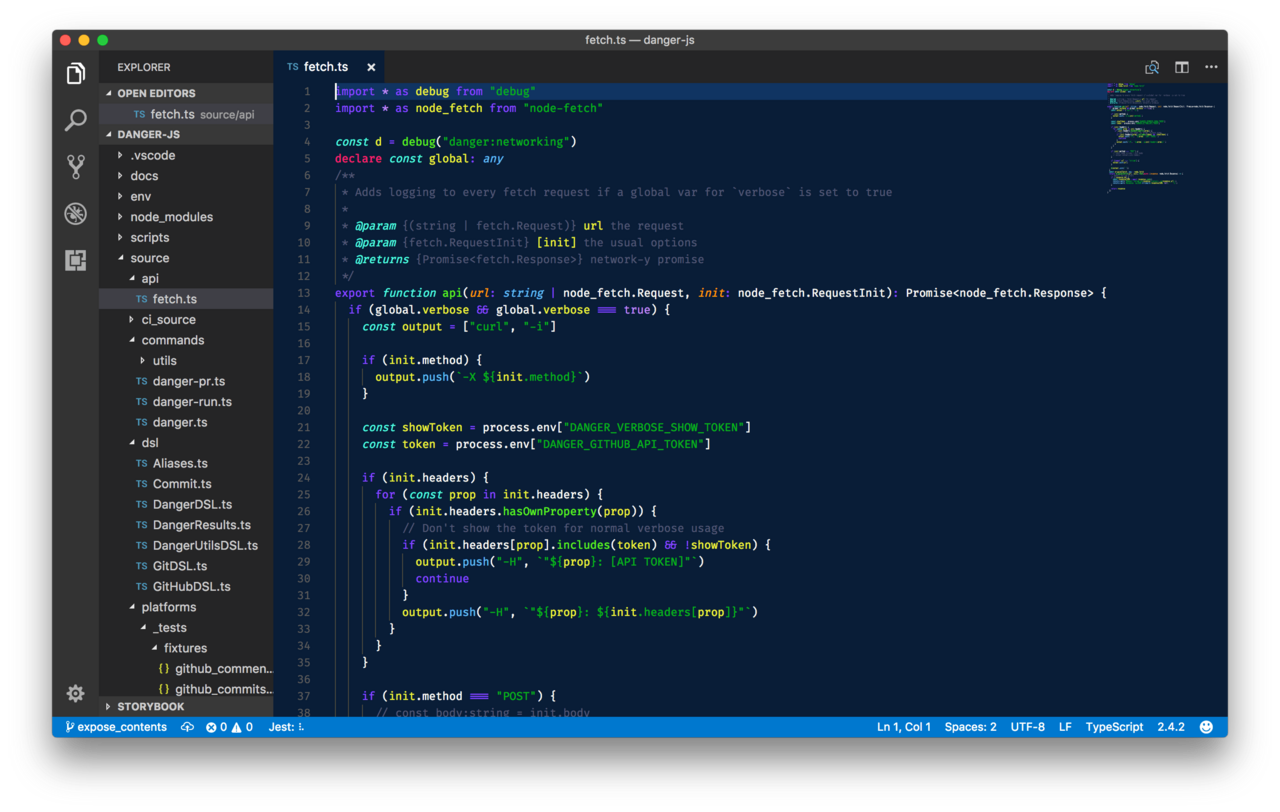 fetch.ts — danger-js
EXPLORER
OPEN EDITORS
TS fetch.ts source/api
DANGER-JS
.vscode
docs
env
node_modules
scripts
source
api
TS fetch.ts
ci_source
commands
utils
TS danger-pr.ts
TS danger-run.ts
TS danger.ts
dsl
TS Aliases.ts
TS Commit.ts
TS DangerDSL.ts
TS DangerResults.ts
TS DangerUtilsDSL.ts
TS GitDSL.ts
TS GitHubDSL.ts
platforms
_tests
fixtures
{} github_commen...
{} github_commits...
STORYBOOK
TS fetch.ts ×
1 import * as debug from "debug"
2 import * as node_fetch from "node-fetch"
3
4 const d = debug("danger:networking")
5 declare const global: any
6 /**
7 * Adds logging to every fetch request if a global var for `verbose` is set to true
8 *
9 * @param {(string | fetch.Request)} url the request
10 * @param {fetch.RequestInit} [init] the usual options
11 * @returns {Promise<fetch.Response>} network-y promise
12 */
13 export function api(url: string | node_fetch.Request, init: node_fetch.RequestInit): Promise<node_fetch.Response> {
14 if (global.verbose && global.verbose === true) {
15 const output = ["curl", "-i"]
16
17 if (init.method) {
18 output.push(`-X ${init.method}`)
19 }
20
21 const showToken = process.env["DANGER_VERBOSE_SHOW_TOKEN"]
22 const token = process.env["DANGER_GITHUB_API_TOKEN"]
23
24 if (init.headers) {
25 for (const prop in init.headers) {
26 if (init.headers.hasOwnProperty(prop)) {
27 // Don't show the token for normal verbose usage
28 if (init.headers[prop].includes(token) && !showToken) {
29 output.push("-H", `"${prop}: [API TOKEN]"`)
30 continue
31 }
32 output.push("-H", `"${prop}: ${init.headers[prop]}"`)
33 }
34 }
35 }
36
37 if (init.method === "POST") {
38 // const body:string = init.body
expose_contents 0 0 Jest:
Ln 1, Col 1 Spaces: 2 UTF-8 LF TypeScript 2.4.2